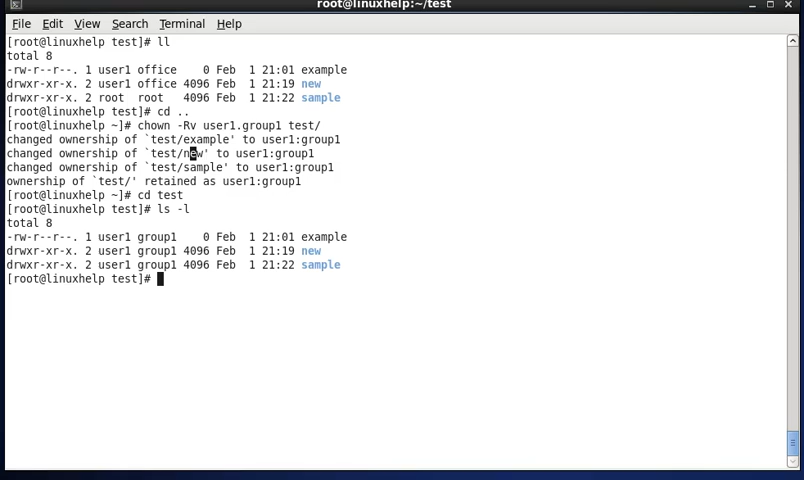 root@linuxhelp:~/test
File Edit View Search Terminal Help
[root@linuxhelp test]# ll
total 8
-rw-r--r--. 1 user1 office    0 Feb  1 21:01 example
drwxr-xr-x. 2 user1 office 4096 Feb  1 21:19 new
drwxr-xr-x. 2 root  root   4096 Feb  1 21:22 sample
[root@linuxhelp test]# cd ..
[root@linuxhelp ~]# chown -Rv user1.group1 test/
changed ownership of `test/example' to user1:group1
changed ownership of `test/new' to user1:group1
changed ownership of `test/sample' to user1:group1
ownership of `test/' retained as user1:group1
[root@linuxhelp ~]# cd test
[root@linuxhelp test]# ls -l
total 8
-rw-r--r--. 1 user1 group1    0 Feb  1 21:01 example
drwxr-xr-x. 2 user1 group1 4096 Feb  1 21:19 new
drwxr-xr-x. 2 user1 group1 4096 Feb  1 21:22 sample
[root@linuxhelp test]#